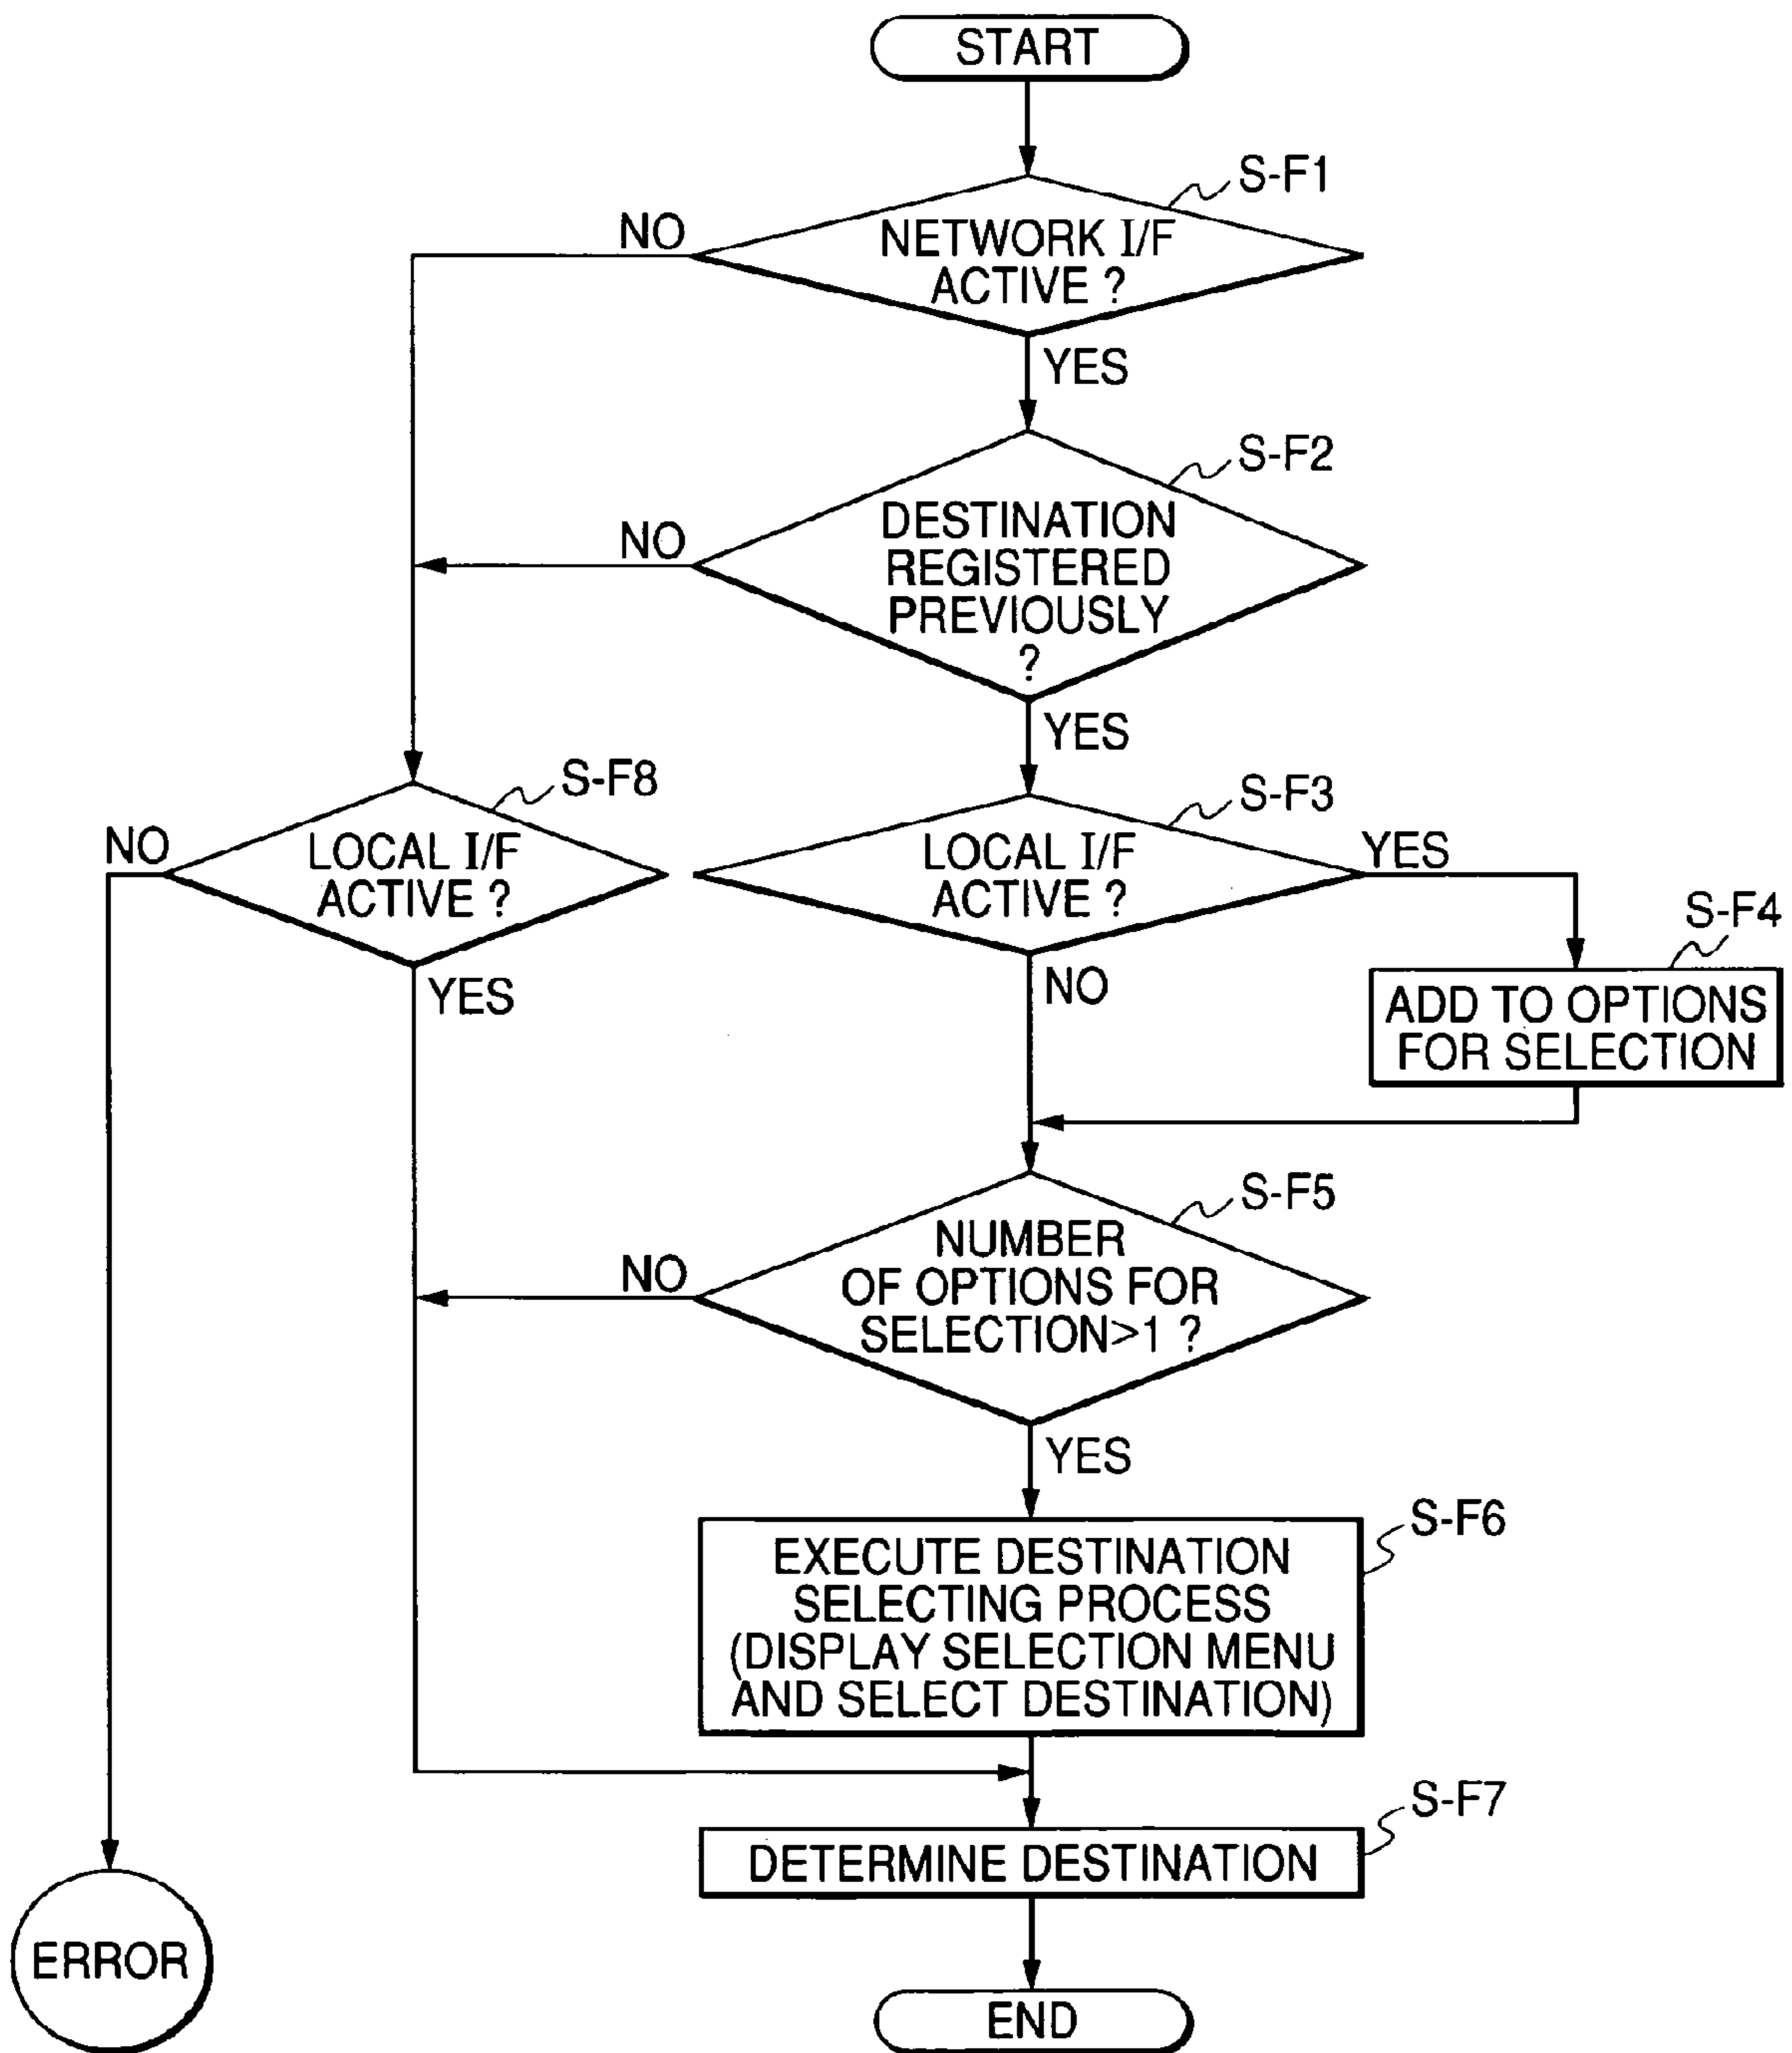 START
S-F1
NO
NETWORK I/F
ACTIVE ?
YES
S-F2
NO
DESTINATION
REGISTERED
PREVIOUSLY
?
YES
S-F8
S-F3
NO
LOCAL I/F
ACTIVE ?
LOCAL I/F
ACTIVE ?
YES
S-F4
YES
NO
ADD TO OPTIONS
FOR SELECTION
S-F5
NO
NUMBER
OF OPTIONS FOR
SELECTION>1 ?
YES
S-F6
EXECUTE DESTINATION
SELECTING PROCESS
(DISPLAY SELECTION MENU
AND SELECT DESTINATION)
S-F7
DETERMINE DESTINATION
ERROR
END